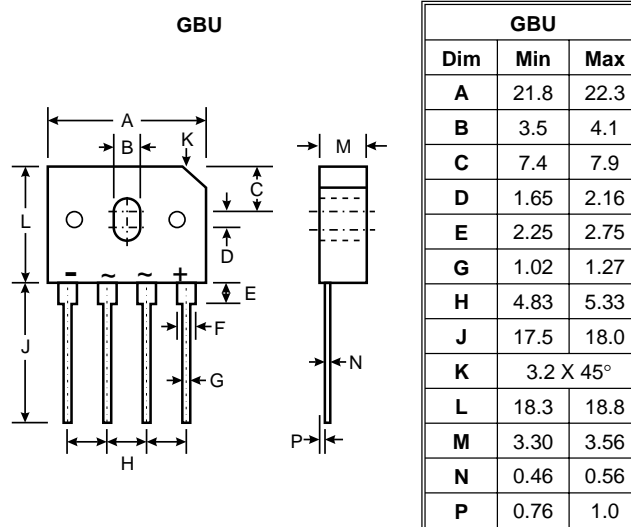 GBU
A
B
K
M
C
L
D
- ~ ~ +
E
F
J
N
G
P
H
GBU
Dim Min Max
A 21.8 22.3
B 3.5 4.1
C 7.4 7.9
D 1.65 2.16
E 2.25 2.75
G 1.02 1.27
H 4.83 5.33
J 17.5 18.0
K 3.2 X 45°
L 18.3 18.8
M 3.30 3.56
N 0.46 0.56
P 0.76 1.0